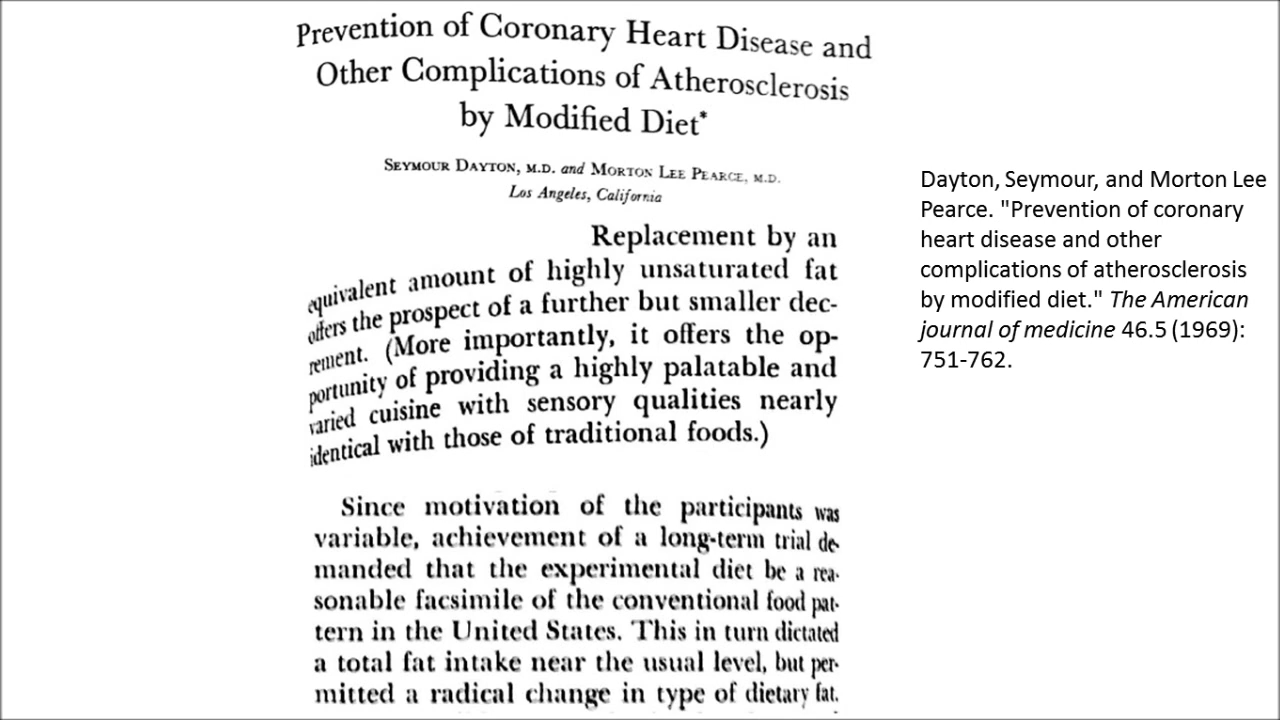 Prevention of Coronary Heart Disease and
Other Complications of Atherosclerosis
by Modified Diet*
SEYMOUR DAYTON, M.D. and MORTON LEE PEARCE, M.D.
Los Angeles, California
Replacement by an
equivalent amount of highly unsaturated fat
offers the prospect of a further but smaller dec-
rement. (More importantly, it offers the op-
portunity of providing a highly palatable and
varied cuisine with sensory qualities nearly
identical with those of traditional foods.)
Since motivation of the participants was
variable, achievement of a long-term trial de-
manded that the experimental diet be a rea-
sonable facsimile of the conventional food pat-
tern in the United States. This in turn dictated
a total fat intake near the usual level, but per-
mitted a radical change in type of dietary fat.
Dayton, Seymour, and Morton Lee
Pearce. "Prevention of coronary
heart disease and other
complications of atherosclerosis
by modified diet." The American
journal of medicine 46.5 (1969):
751-762.